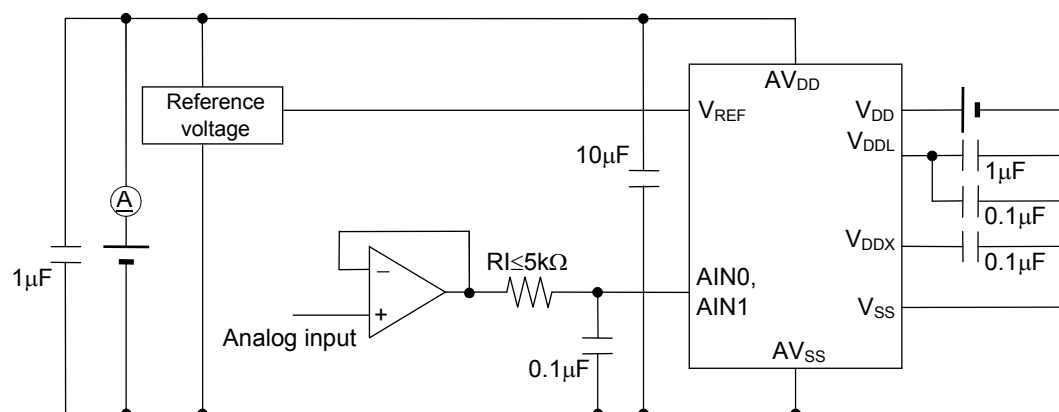 AVDD
Reference
voltage
VREF
VDD
VDDL
10μF
1μF
A
0.1μF
VDDX
0.1μF
1μF
RI≤5kΩ
−
+
AIN0,
AIN1
VSS
Analog input
0.1μF
AVSS